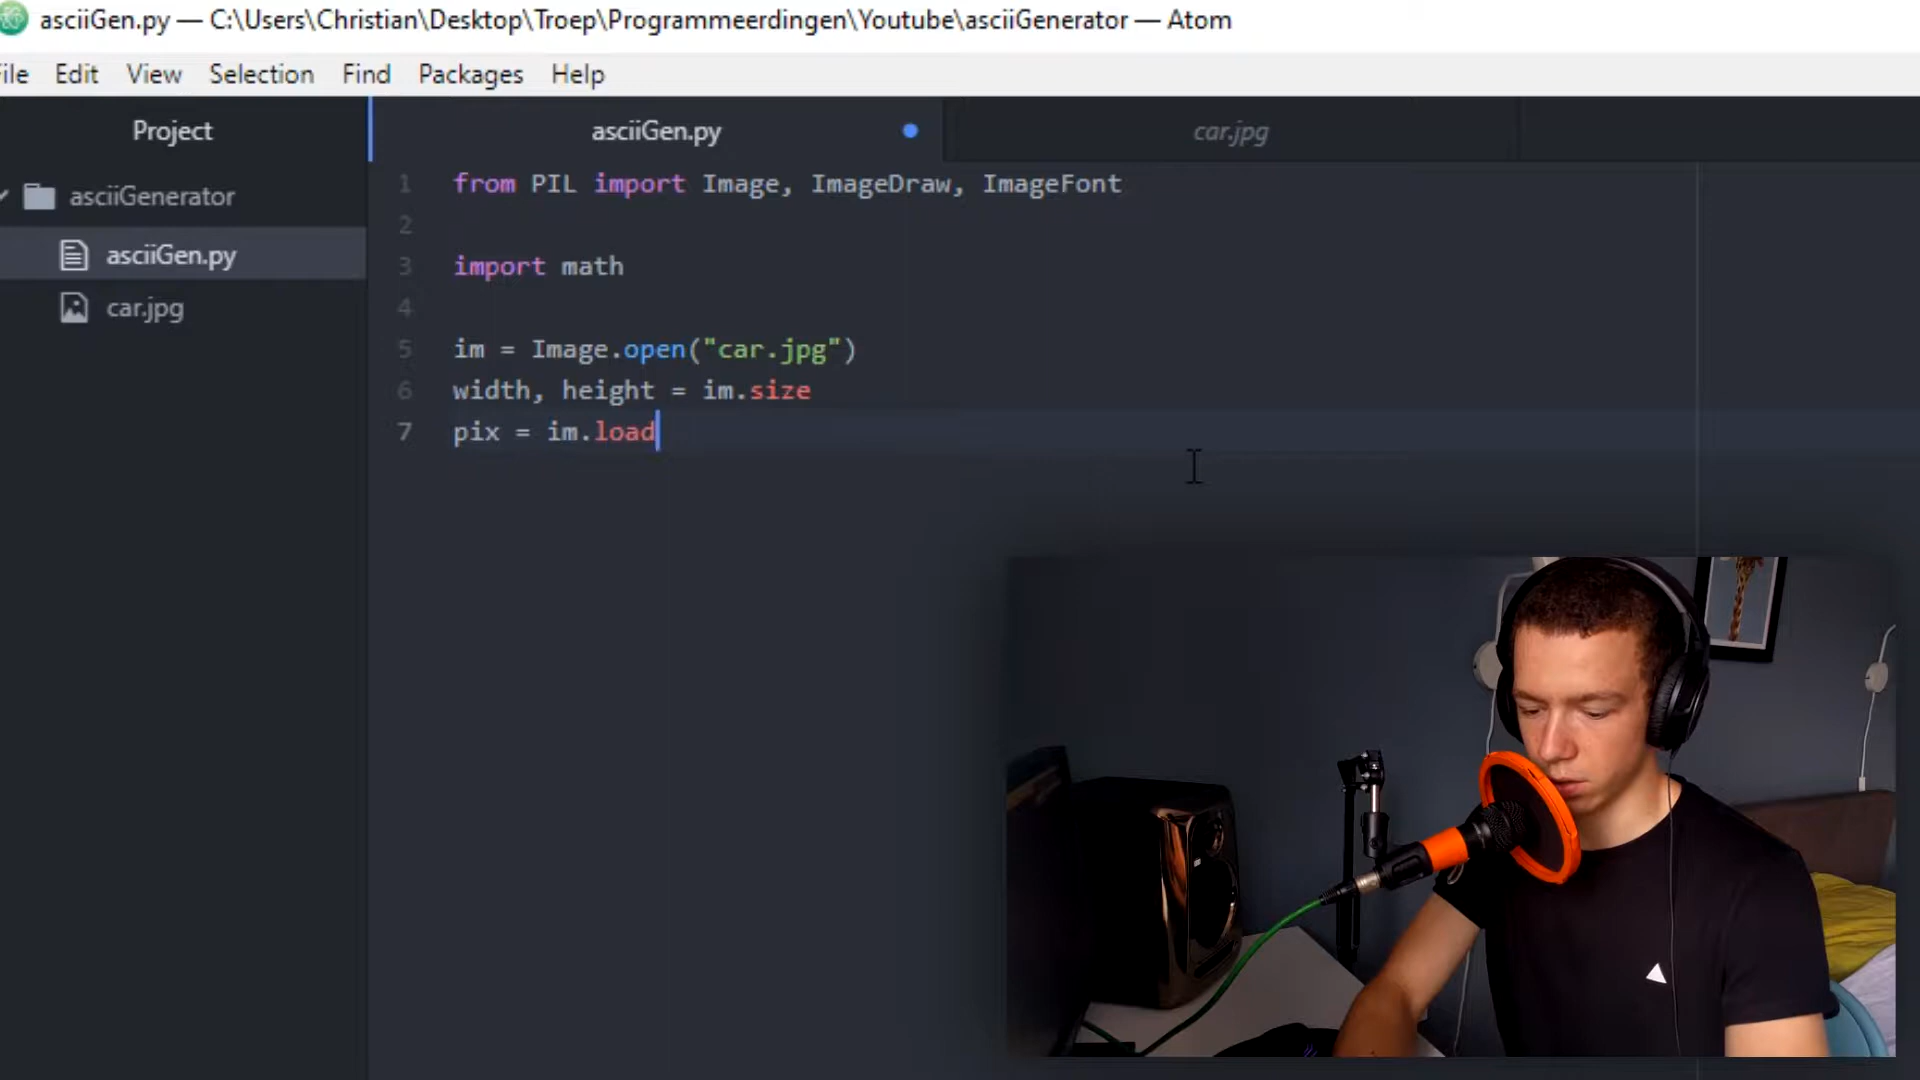 asciiGen.py — C:\Users\Christian\Desktop\Troep\Programmeerdingen\Youtube\asciiGenerator — Atom
File Edit View Selection Find Packages Help
Project
asciiGenerator
asciiGen.py
car.jpg
asciiGen.py car.jpg
1 from PIL import Image, ImageDraw, ImageFont
2
3 import math
4
5 im = Image.open("car.jpg")
6 width, height = im.size
7 pix = im.load